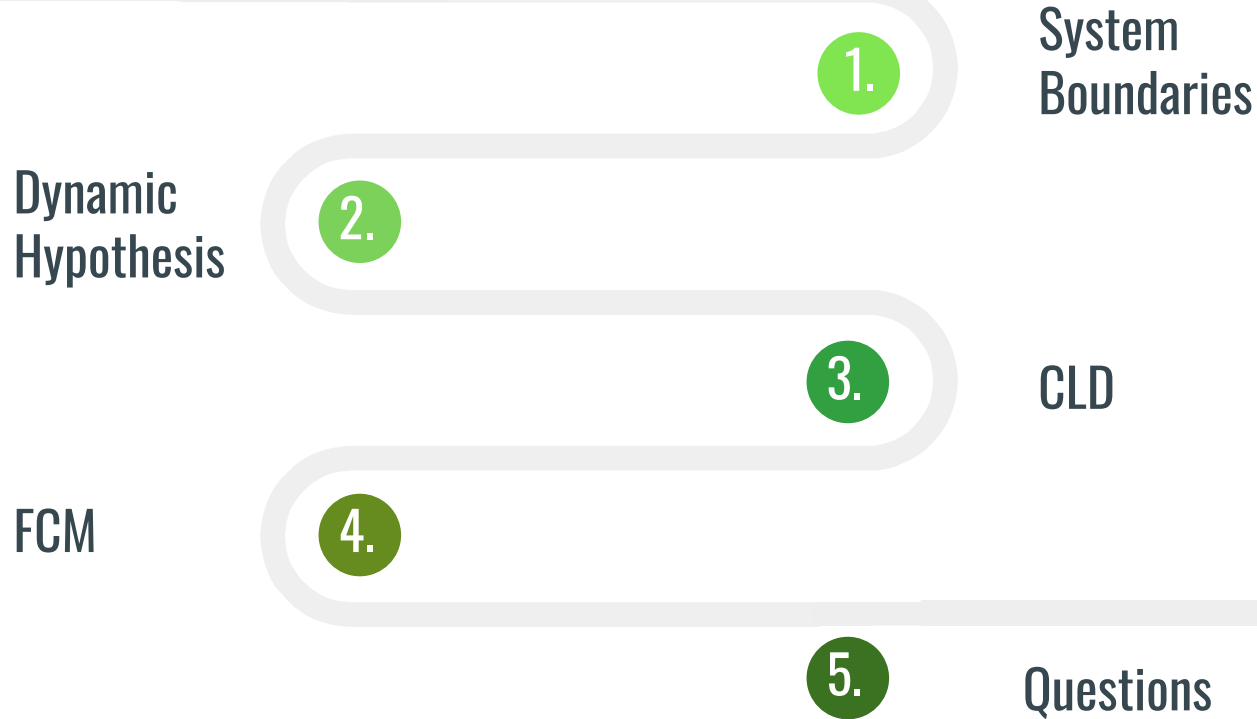 1.
System
Boundaries
Dynamic
Hypothesis
2.
3.
CLD
FCM
4.
5.
Questions